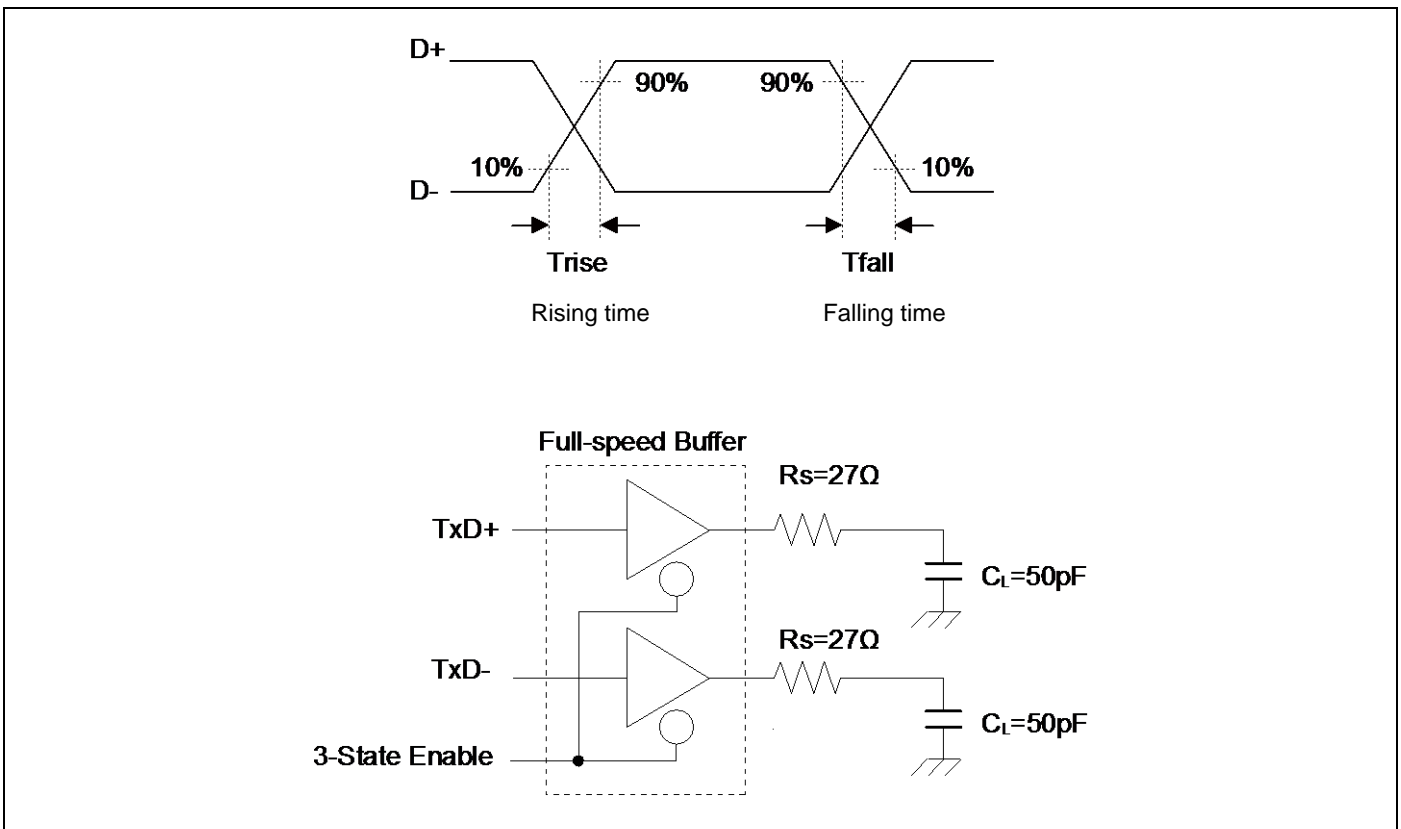 D+
90% 90%
10% 10%
D-
Trise Tfall
Rising time Falling time
Full-speed Buffer
Rs=27Ω
TxD+
CL=50pF
Rs=27Ω
TxD-
CL=50pF
3-State Enable